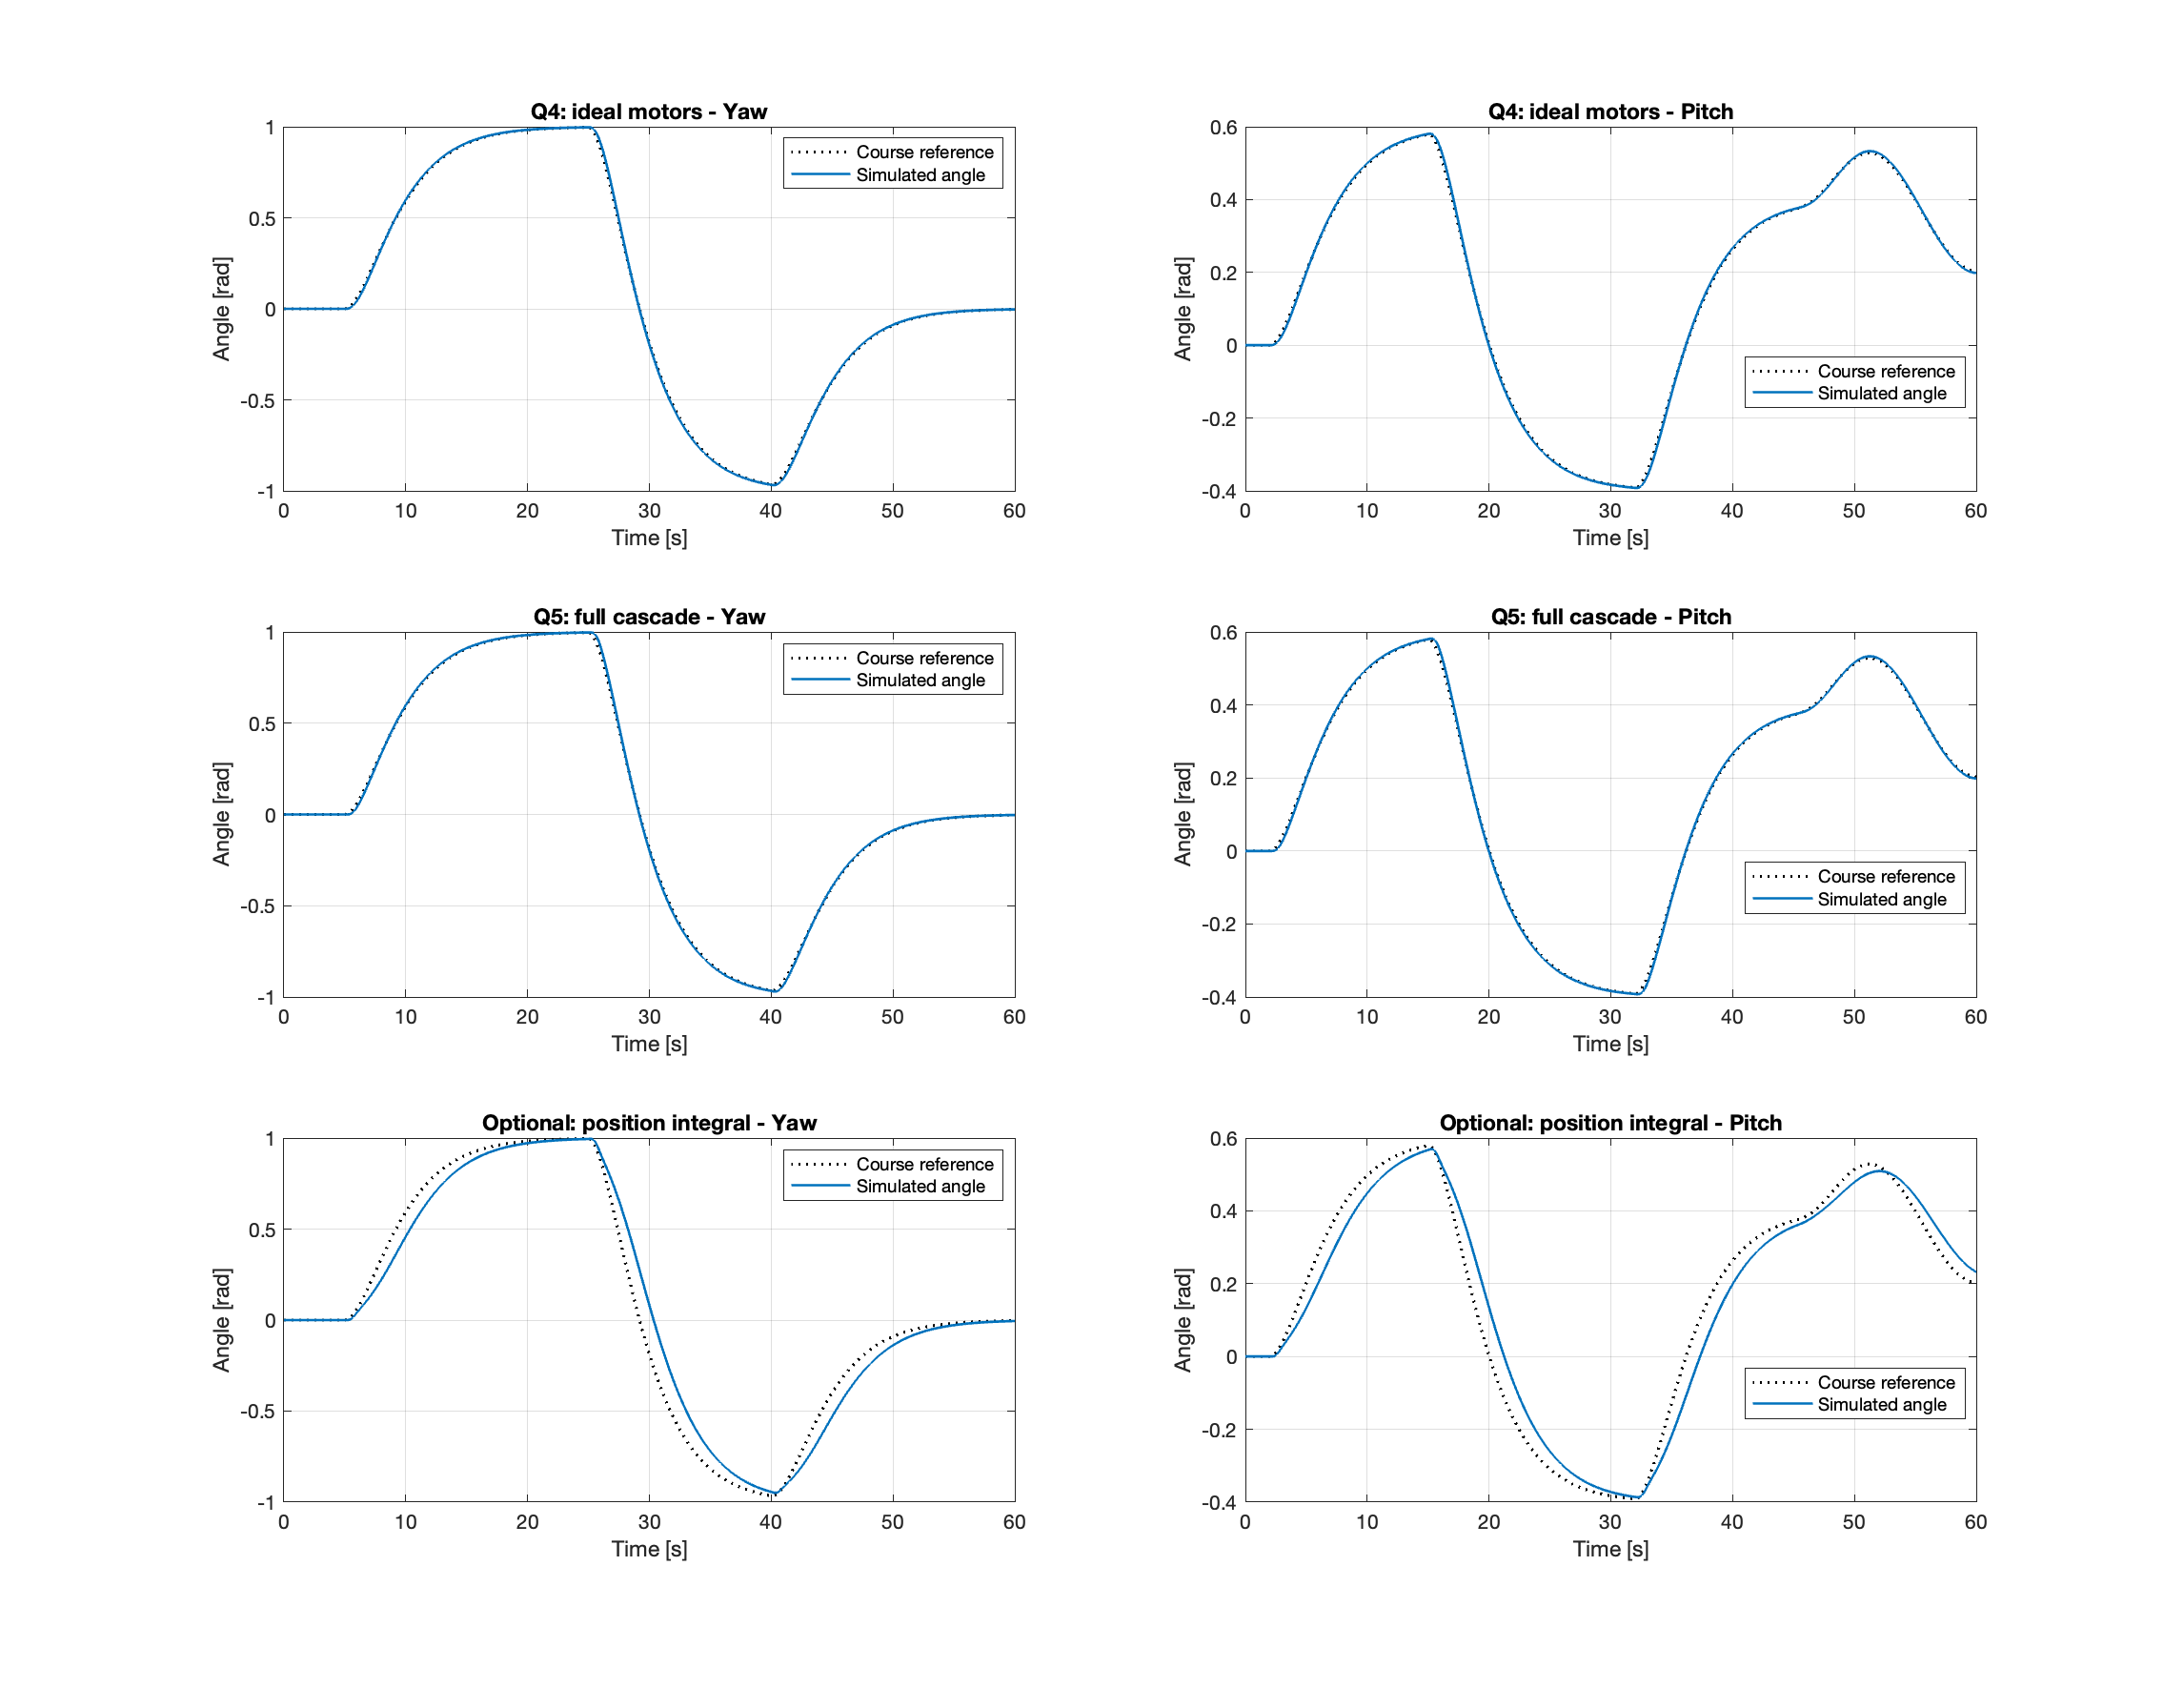 Q4: ideal motors - Yaw
1
0.5
0
-0.5
-1
Angle [rad]
0 10 20 30 40 50 60
Time [s]
Course reference
Simulated angle
Q4: ideal motors - Pitch
0.6
0.4
0.2
0
-0.2
-0.4
Angle [rad]
0 10 20 30 40 50 60
Time [s]
Course reference
Simulated angle
Q5: full cascade - Yaw
1
0.5
0
-0.5
-1
Angle [rad]
0 10 20 30 40 50 60
Time [s]
Course reference
Simulated angle
Q5: full cascade - Pitch
0.6
0.4
0.2
0
-0.2
-0.4
Angle [rad]
0 10 20 30 40 50 60
Time [s]
Course reference
Simulated angle
Optional: position integral - Yaw
1
0.5
0
-0.5
-1
Angle [rad]
0 10 20 30 40 50 60
Time [s]
Course reference
Simulated angle
Optional: position integral - Pitch
0.6
0.4
0.2
0
-0.2
-0.4
Angle [rad]
0 10 20 30 40 50 60
Time [s]
Course reference
Simulated angle